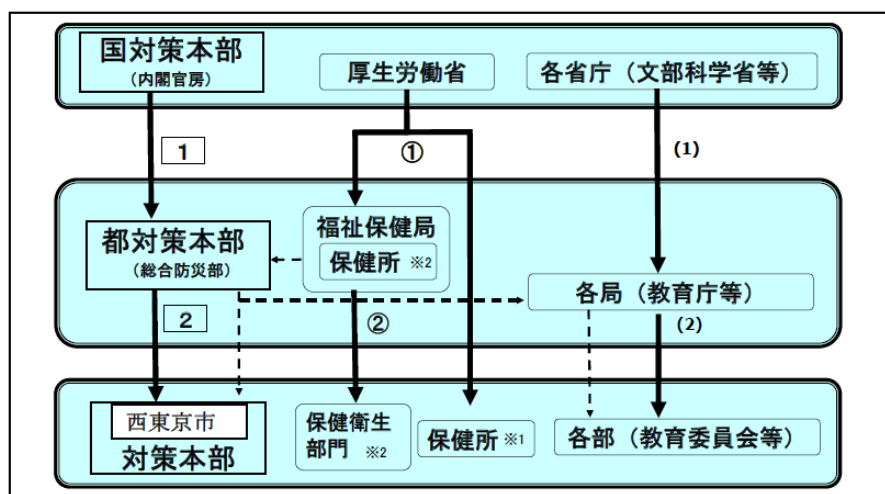 国対策本部
(内閣官房)
厚生労働省
各省庁（文部科学省等）
1
①
(1)
都対策本部
(総合防災部)
福祉保健局
保健所 ※2
各局（教育庁等）
2
②
(2)
西東京市
対策本部
保健衛生
部門 ※2
保健所 ※1
各部（教育委員会等）